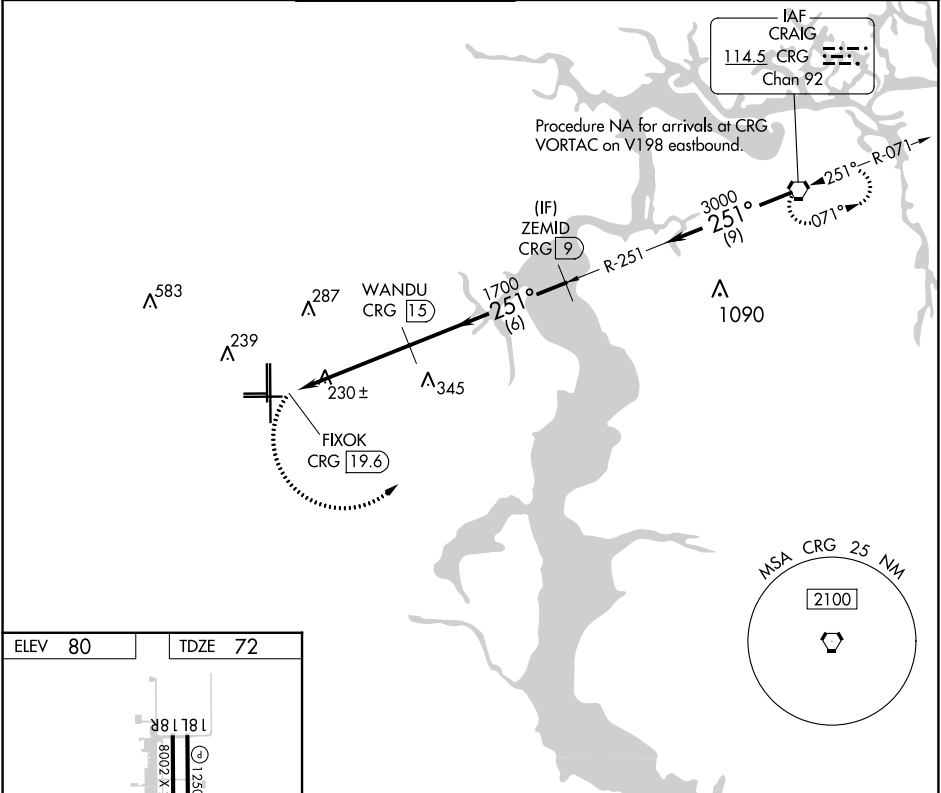 IAF
CRAIG
114.5 CRG
Chan 92
Procedure NA for arrivals at CRG
VORTAC on V198 eastbound.
251° R-071
071°
3000
251°
(9)
(IF)
ZEMID
CRG 9
R-251
1090
1700
251°
(6)
WANDU
CRG 15
583
287
239
230 ±
345
FIXOK
CRG 19.6
MSA CRG 25 NM
2100
ELEV 80
TDZE 72
18R
18L
8002 X
P